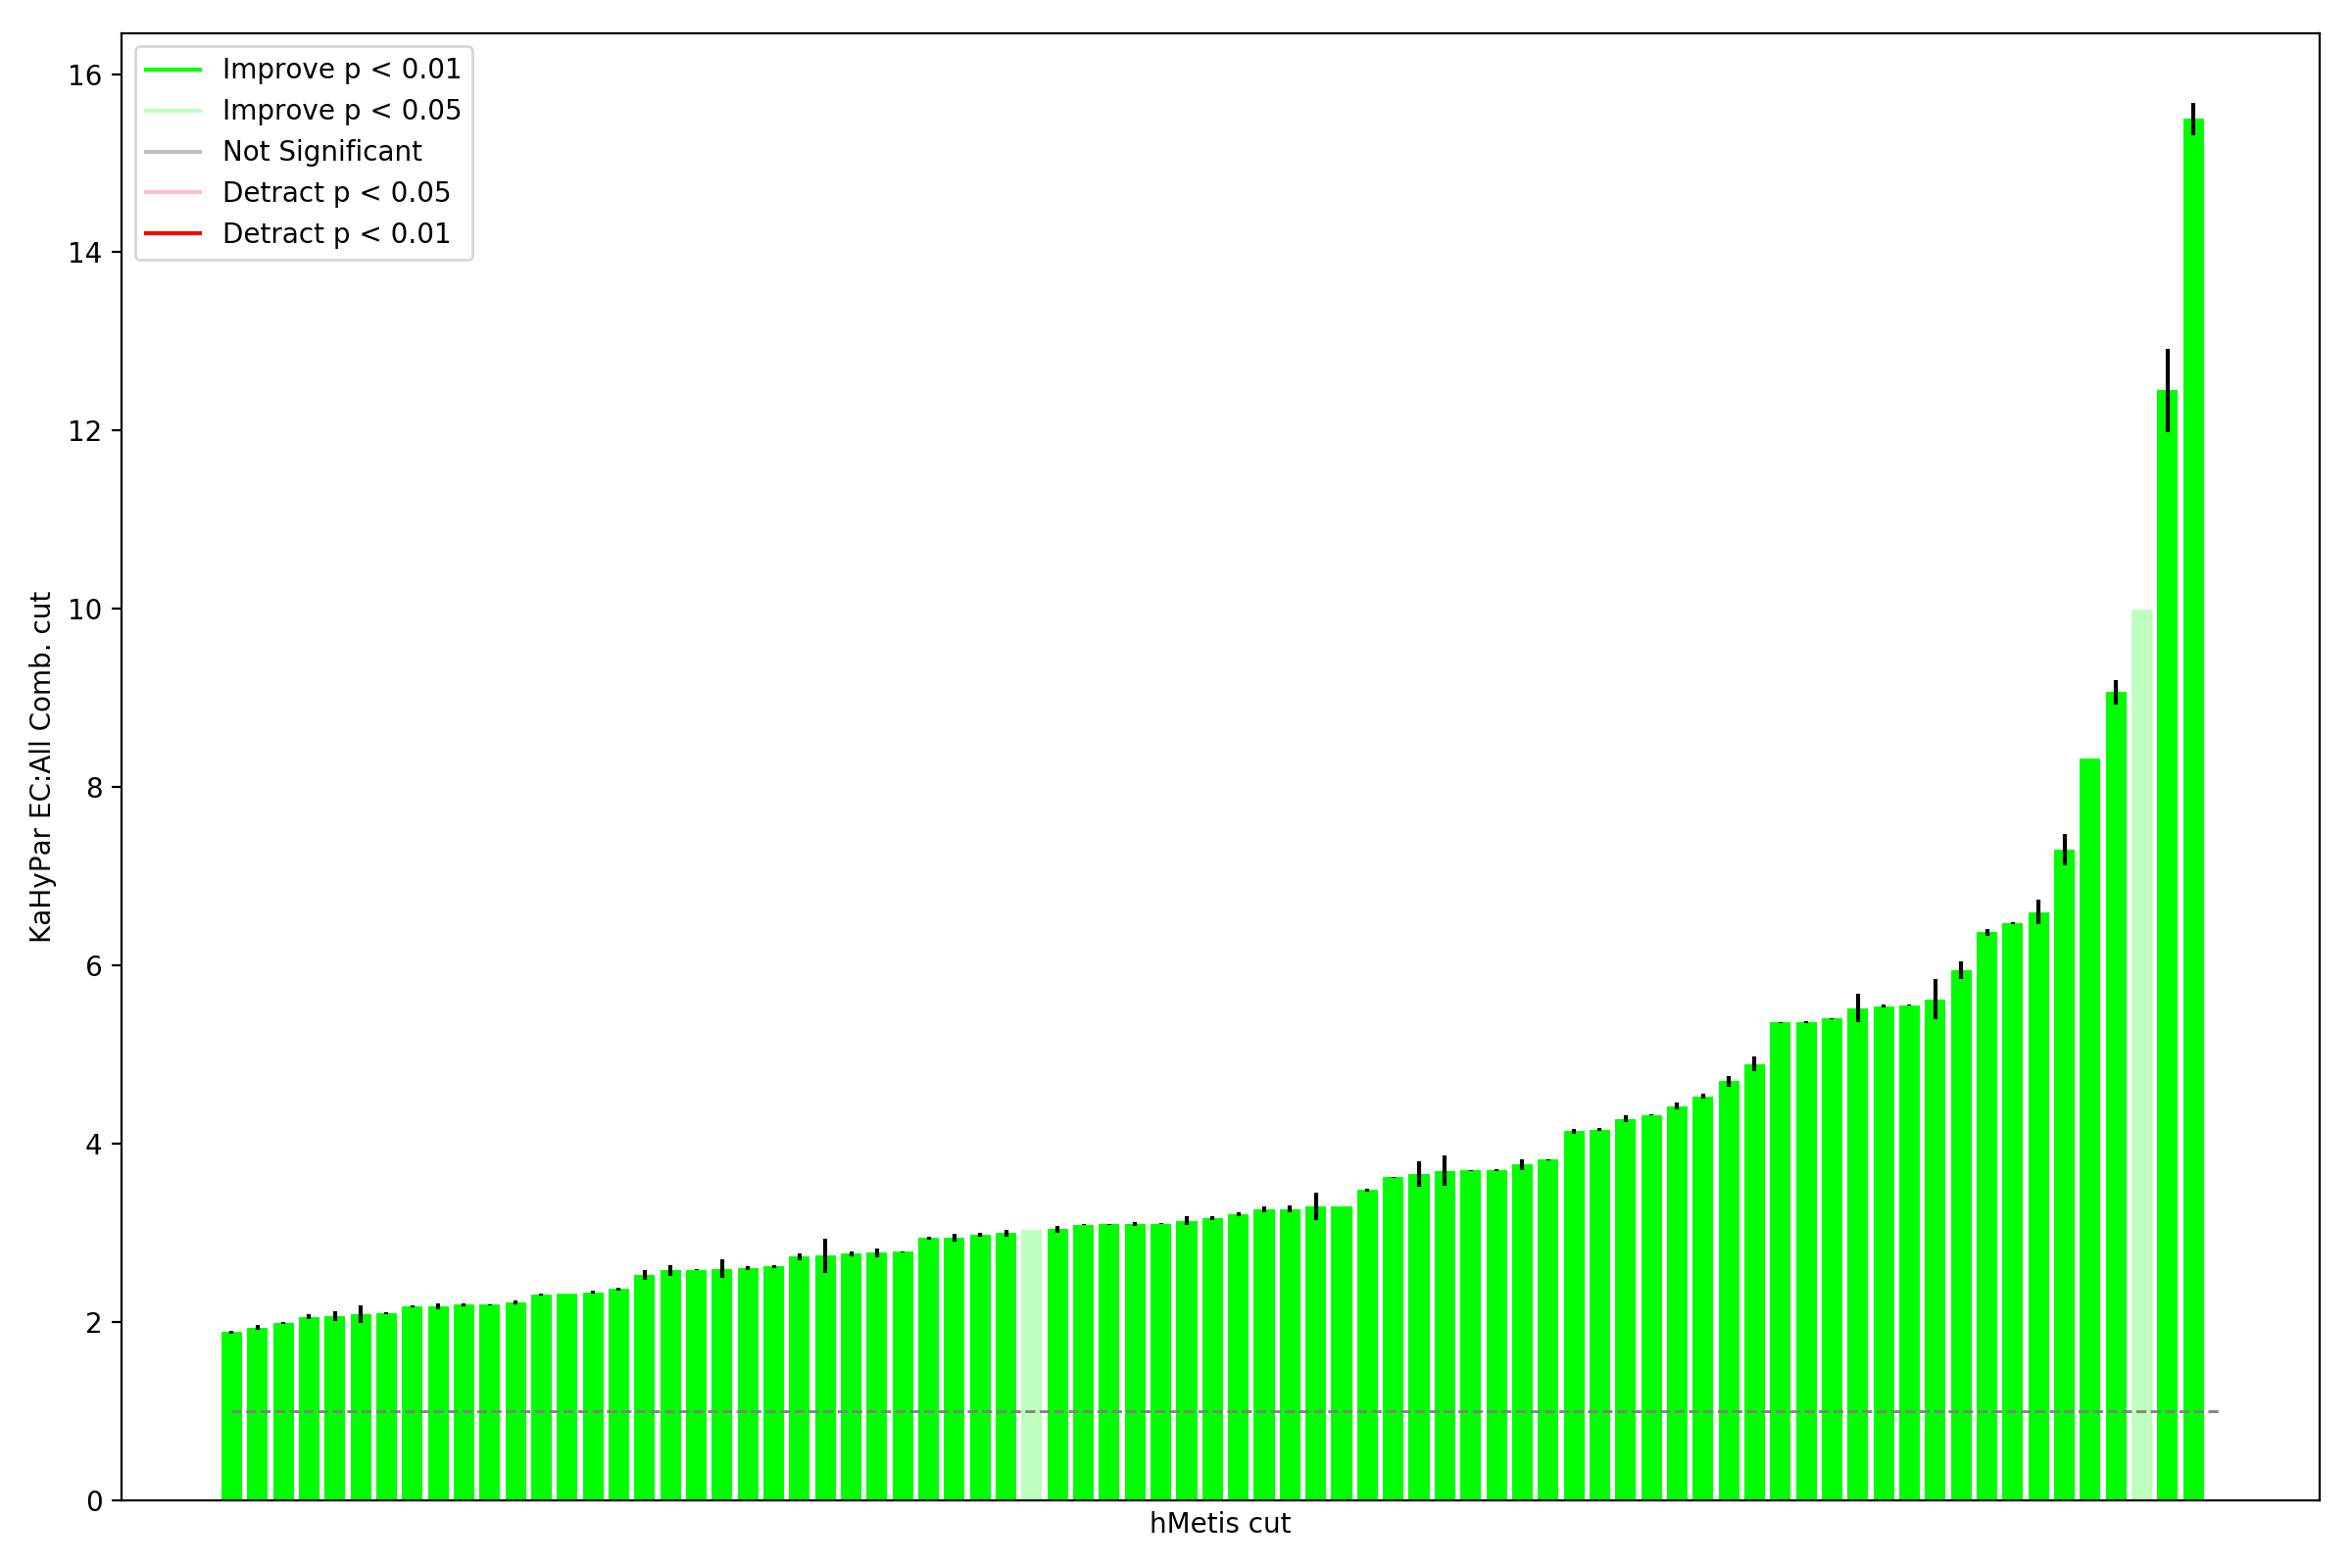 Improve p < 0.01
Improve p < 0.05
Not Significant
Detract p < 0.05
Detract p < 0.01
16
14
12
10
8
6
4
2
0
KaHyPar EC:All Comb. cut
hMetis cut